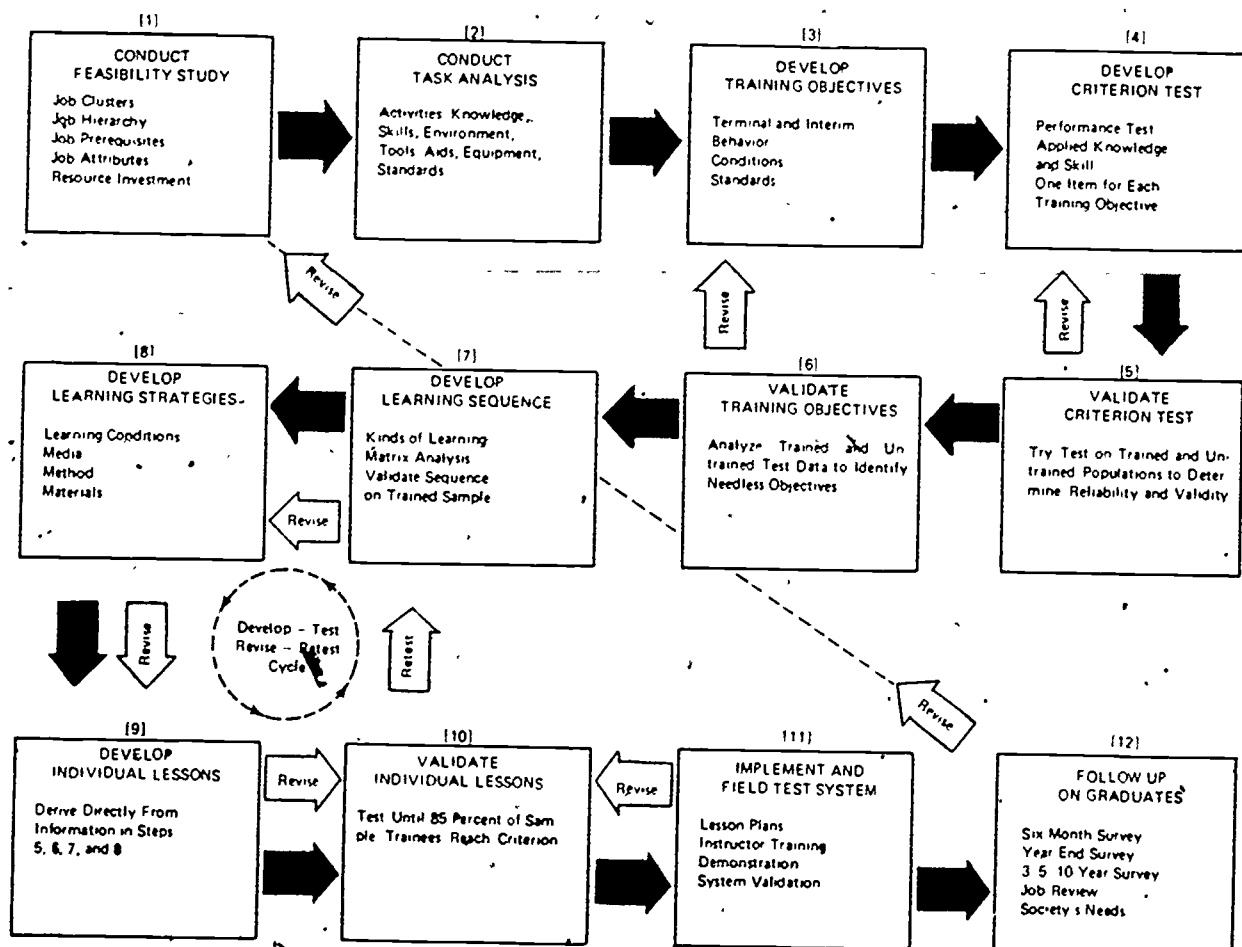 [1]
CONDUCT
FEASIBILITY STUDY
Job Clusters
Job Hierarchy
Job Prerequisites
Job Attributes
Resource Investment
[2]
CONDUCT
TASK ANALYSIS
Activities Knowledge,
Skills, Environment,
Tools Aids, Equipment,
Standards
[3]
DEVELOP
TRAINING OBJECTIVES
Terminal and Interim
Behavior
Conditions
Standards
[4]
DEVELOP
CRITERION TEST
Performance Test
Applied Knowledge
and Skill
One Item for Each
Training Objective
Revise
Revise
Revise
[8]
DEVELOP
LEARNING STRATEGIES
Learning Conditions
Media
Method
Materials
[7]
DEVELOP
LEARNING SEQUENCE
Kinds of Learning
Matrix Analysis
Validate Sequence
on Trained Sample
[6]
VALIDATE
TRAINING OBJECTIVES
Analyze Trained and Un-
trained Test Data to Identify
Needless Objectives
[5]
VALIDATE
CRITERION TEST
Try Test on Trained and Un-
trained Populations to Deter
mine Reliability and Validity
Revise
Revise
Develop - Test
Revise - Retest
Cycle
Retest
Revise
[9]
DEVELOP
INDIVIDUAL LESSONS
Derive Directly From
Information in Steps
5, 6, 7, and 8
Revise
[10]
VALIDATE
INDIVIDUAL LESSONS
Test Until 85 Percent of Sam
ple Trainees Reach Criterion
Revise
[11]
IMPLEMENT AND
FIELD TEST SYSTEM
Lesson Plans
Instructor Training
Demonstration
System Validation
[12]
FOLLOW UP
ON GRADUATES
Six Month Survey
Year End Survey
3 5 10 Year Survey
Job Review
Society s Needs